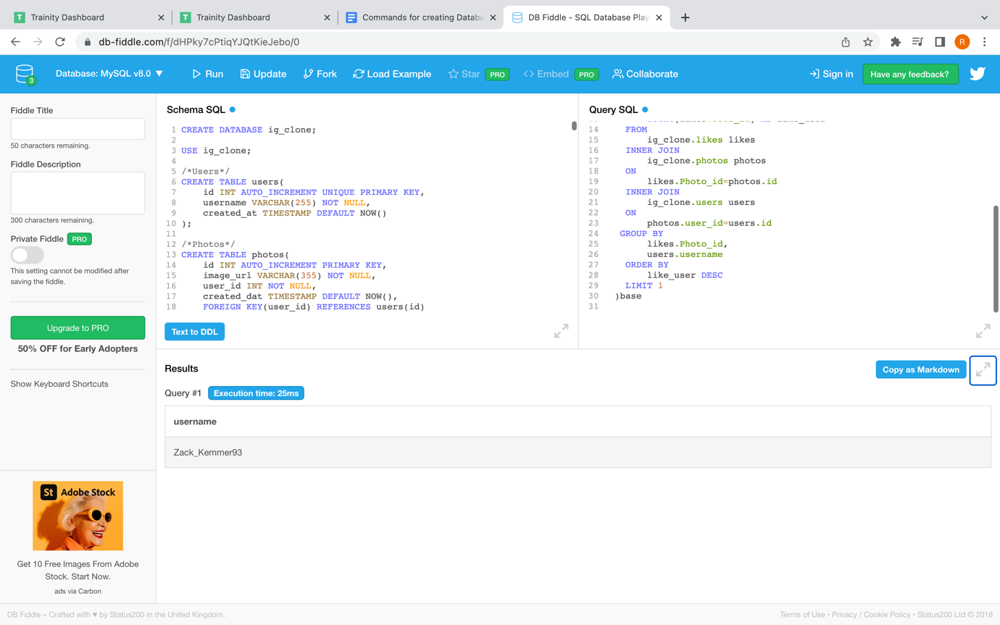 T Trainity Dashboard
T Trainity Dashboard
Commands for creating Databa
DB Fiddle - SQL Database Play
db-fiddle.com/f/dHPky7cPtiqYJQtKieJebo/0
R
3
Database: MySQL v8.0 ▼
Run
Update
Fork
Load Example
Star PRO
Embed PRO
Collaborate
Sign in
Have any feedback?
Fiddle Title
50 characters remaining.
Fiddle Description
300 characters remaining.
Private Fiddle PRO
This setting cannot be modified after
saving the fiddle.
Upgrade to PRO
50% OFF for Early Adopters
Show Keyboard Shortcuts
St Adobe Stock
Get 10 Free Images From Adobe
Stock. Start Now.
ads via Carbon
Schema SQL
1 CREATE DATABASE ig_clone;
2
3 USE ig_clone;
4
5 /*Users*/
6 CREATE TABLE users(
7 id INT AUTO_INCREMENT UNIQUE PRIMARY KEY,
8 username VARCHAR(255) NOT NULL,
9 created_at TIMESTAMP DEFAULT NOW()
10 );
11
12 /*Photos*/
13 CREATE TABLE photos(
14 id INT AUTO_INCREMENT PRIMARY KEY,
15 image_url VARCHAR(355) NOT NULL,
16 user_id INT NOT NULL,
17 created_dat TIMESTAMP DEFAULT NOW(),
18 FOREIGN KEY(user_id) REFERENCES users(id)
Text to DDL
Query SQL
14 FROM
15 ig_clone.likes likes
16 INNER JOIN
17 ig_clone.photos photos
18 ON
19 likes.Photo_id=photos.id
20 INNER JOIN
21 ig_clone.users users
22 ON
23 photos.user_id=users.id
24 GROUP BY
25 likes.Photo_id,
26 users.username
27 ORDER BY
28 like_user DESC
29 LIMIT 1
30 )base
31
Results
Copy as Markdown
Query #1 Execution time: 25ms
username
Zack_Kemmer93
DB Fiddle – Crafted with ♥ by Status200 in the United Kingdom.
Terms of Use • Privacy / Cookie Policy • Status200 Ltd © 2018